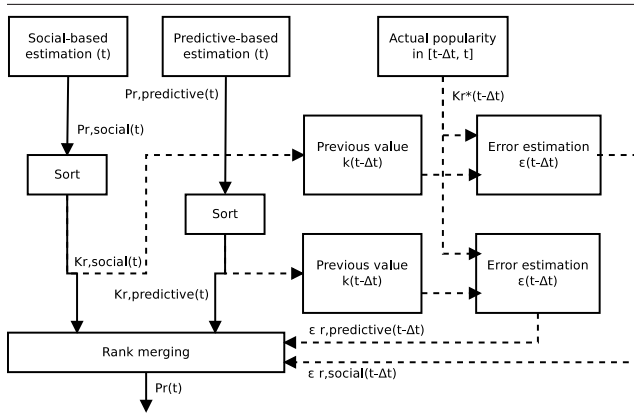 Social-based
estimation (t)
Predictive-based
estimation (t)
Actual popularity
in [t-Δt, t]
Pr,predictive(t)
Kr*(t-Δt)
Pr,social(t)
Sort
Previous value
k(t-Δt)
Error estimation
ε(t-Δt)
Sort
Kr,social(t)
Previous value
k(t-Δt)
Error estimation
ε(t-Δt)
Kr,predictive(t)
ε r,predictive(t-Δt)
Rank merging
ε r,social(t-Δt)
Pr(t)